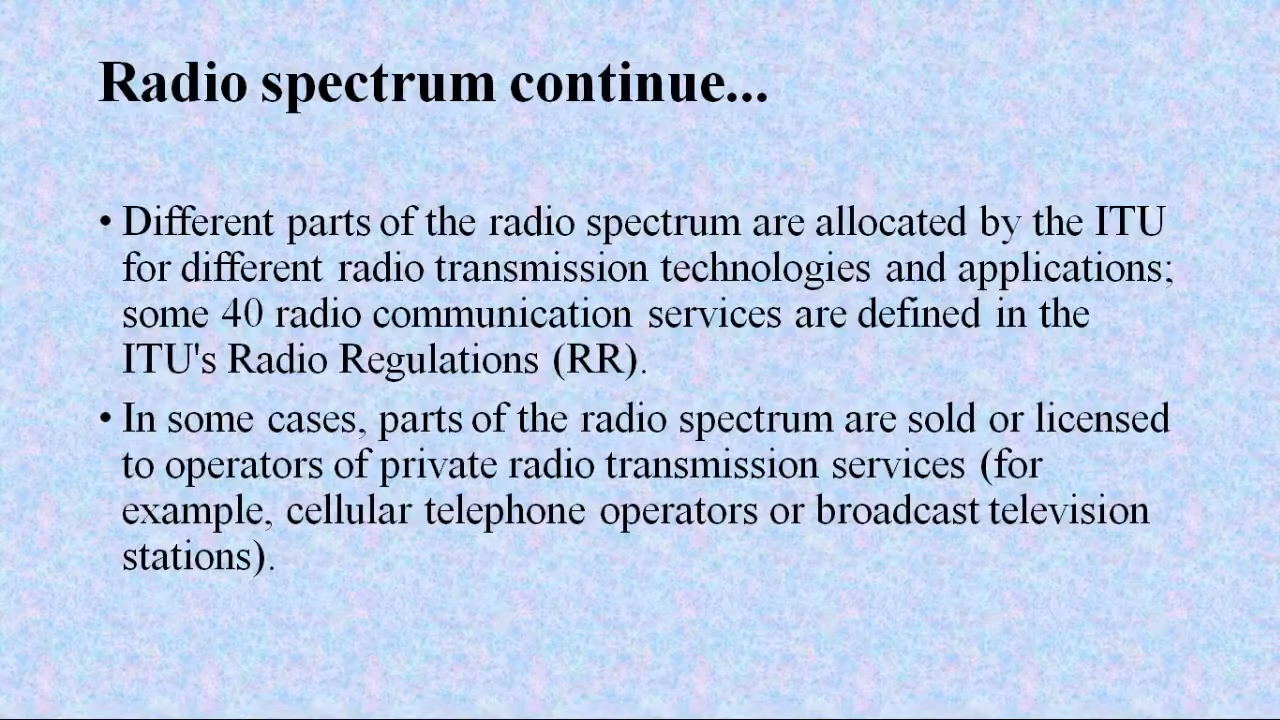 Radio spectrum continue...
• Different parts of the radio spectrum are allocated by the ITU
for different radio transmission technologies and applications;
some 40 radio communication services are defined in the
ITU's Radio Regulations (RR).
• In some cases, parts of the radio spectrum are sold or licensed
to operators of private radio transmission services (for
example, cellular telephone operators or broadcast television
stations).